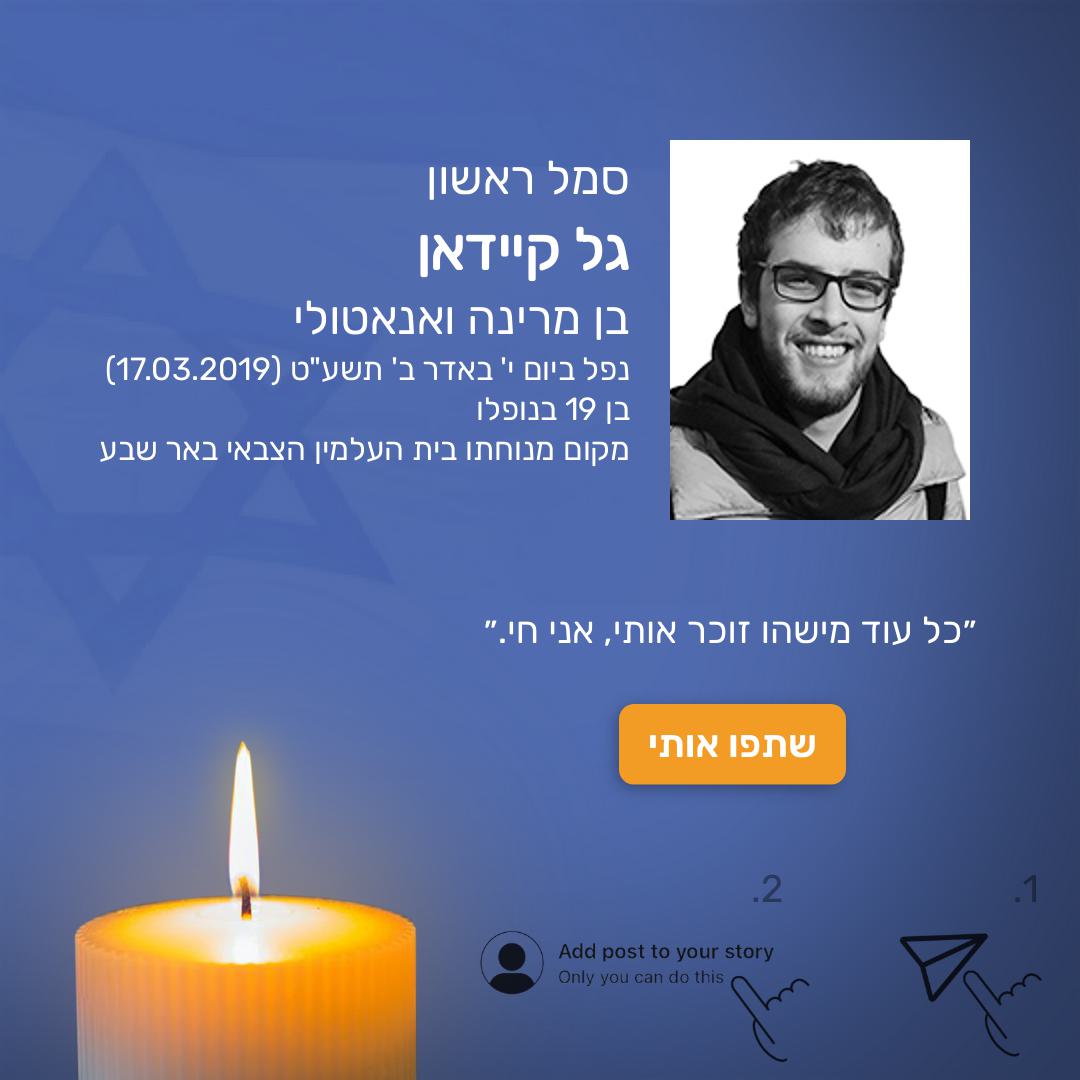 סמל ראשון
גל קיידאן
בן מרינה ואנאטולי
נפל ביום י' באדר ב' תשע"ט (17.03.2019)
בן 19 בנופלו
מקום מנוחתו בית העלמין הצבאי באר שבע
״כל עוד מישהו זוכר אותי, אני חי.״
שתפו אותי
.1
.2
Add post to your story
Only you can do this